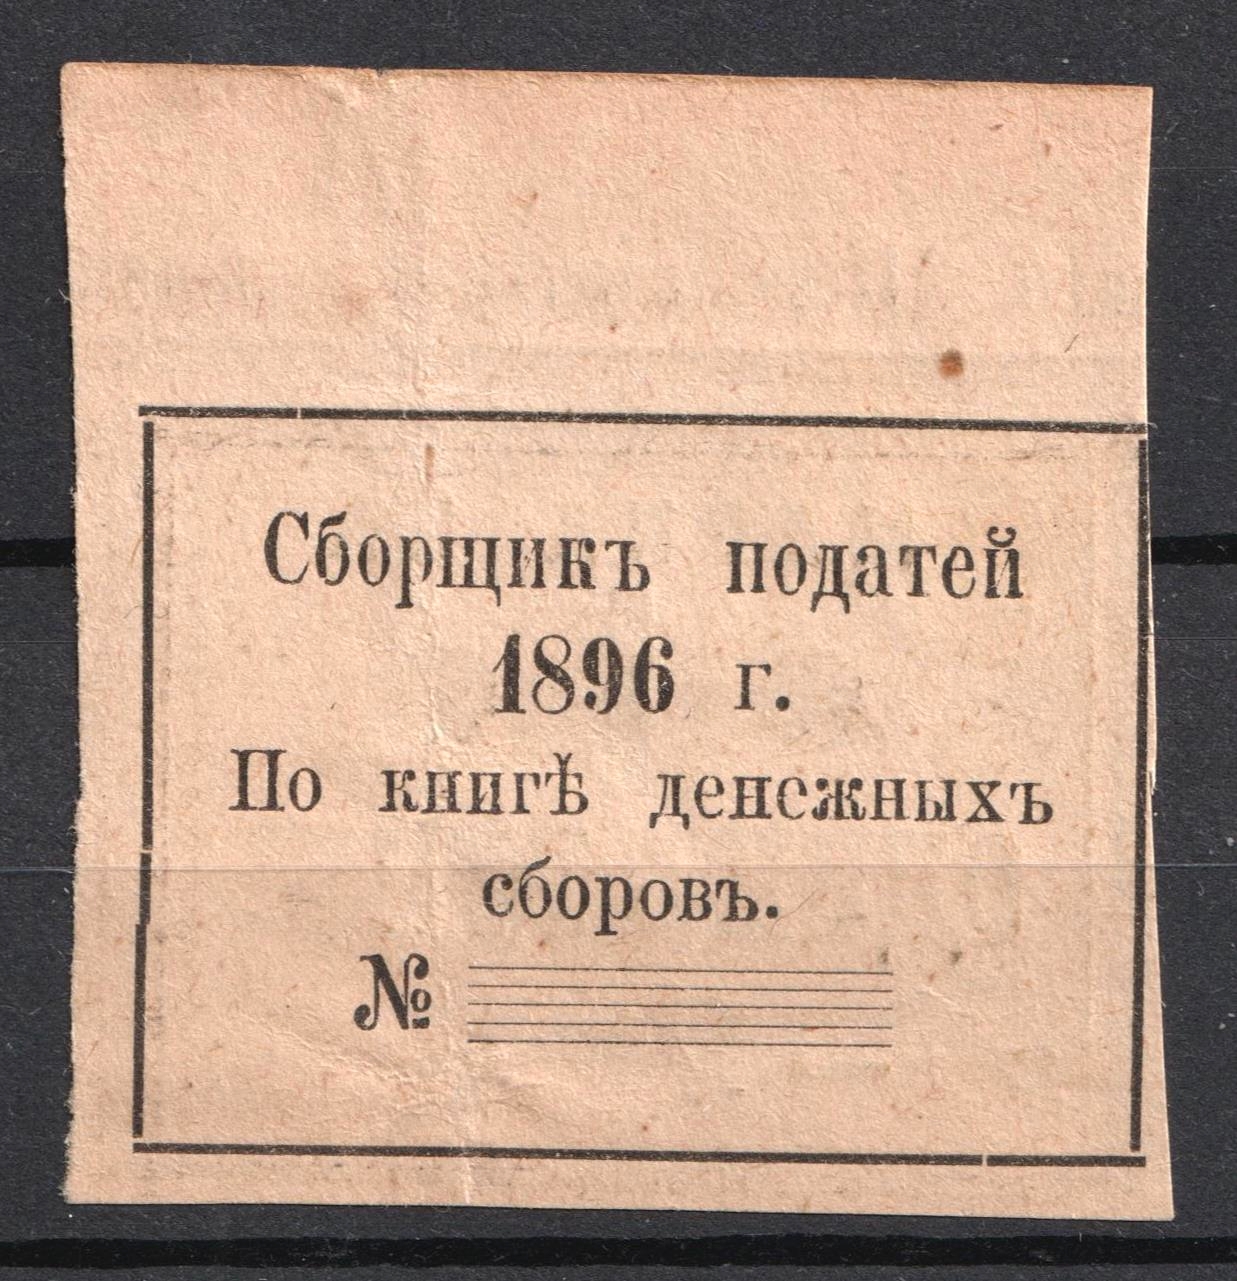 Сборщикъ податей
1896 г.
По книгѣ денежныхъ
сборовъ.
№